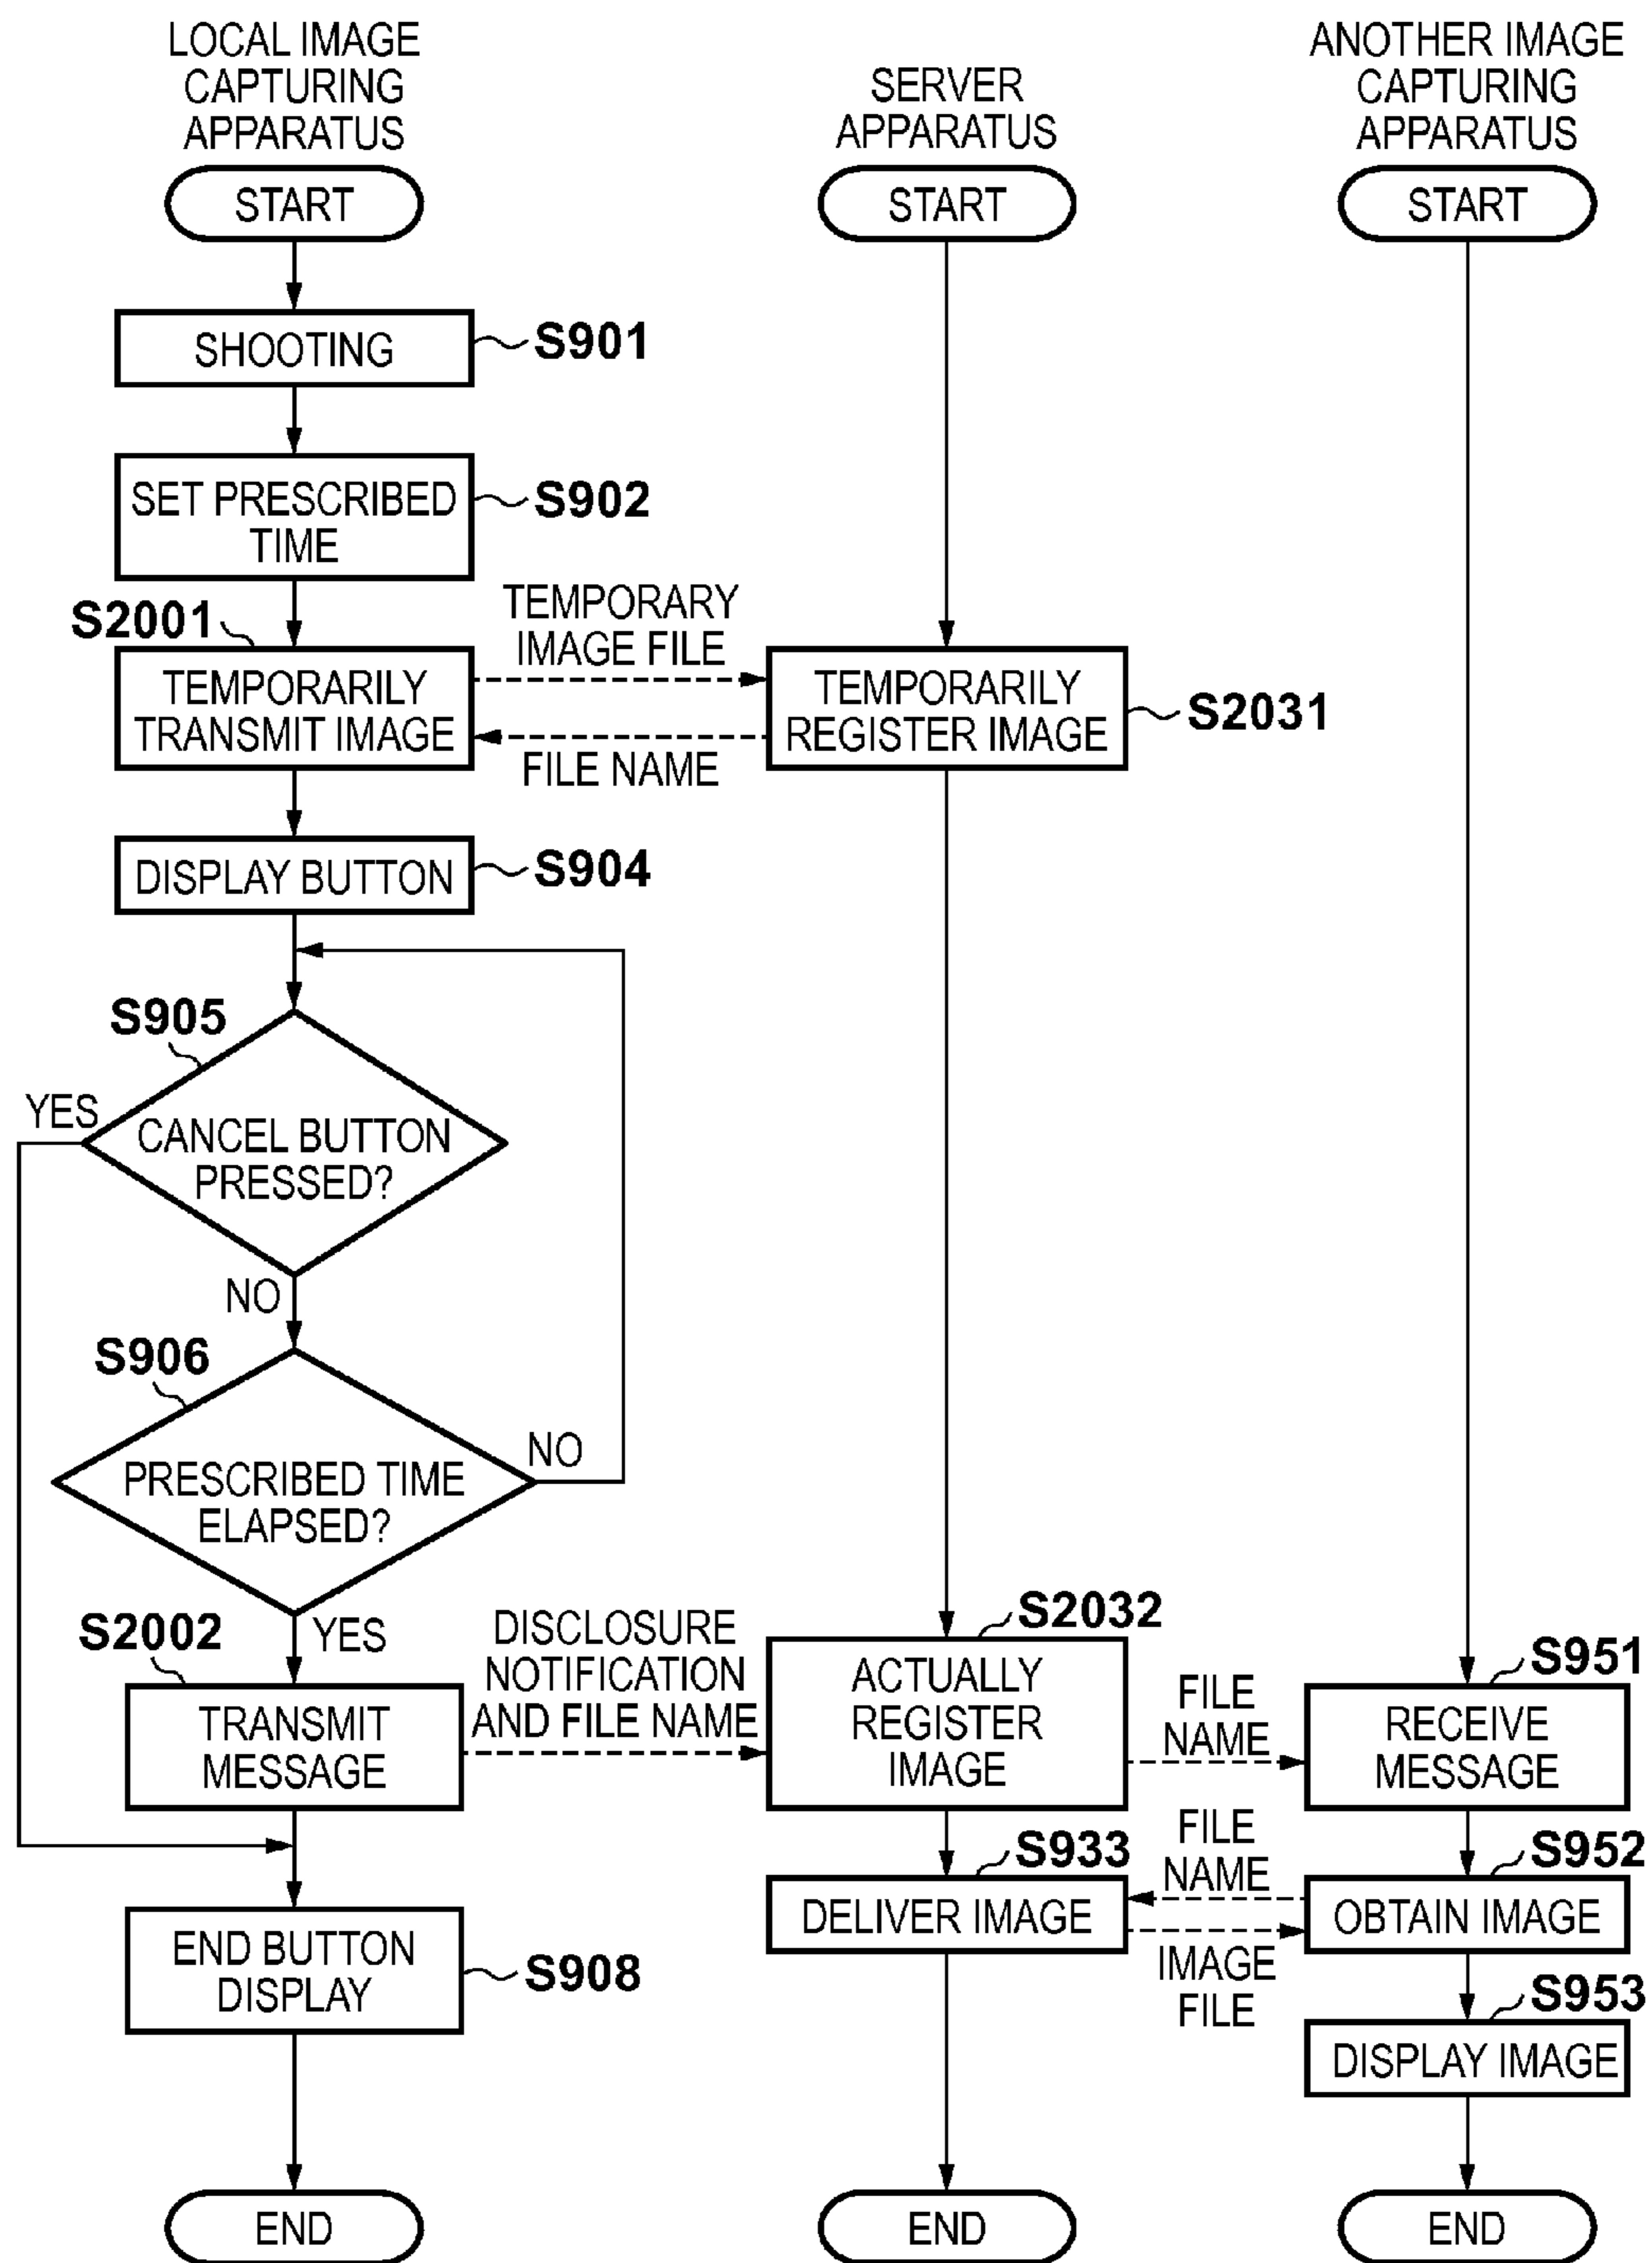 LOCAL IMAGE
CAPTURING
APPARATUS
START
SHOOTING
S901
SET PRESCRIBED
TIME
S902
S2001
TEMPORARILY
TRANSMIT IMAGE
DISPLAY BUTTON
S904
S905
CANCEL BUTTON
PRESSED?
YES
NO
S906
PRESCRIBED TIME
ELAPSED?
NO
YES
S2002
TRANSMIT
MESSAGE
END BUTTON
DISPLAY
S908
END
TEMPORARY
IMAGE FILE
FILE NAME
DISCLOSURE
NOTIFICATION
AND FILE NAME
SERVER
APPARATUS
START
TEMPORARILY
REGISTER IMAGE
S2031
S2032
ACTUALLY
REGISTER
IMAGE
S933
DELIVER IMAGE
END
FILE
NAME
FILE
NAME
IMAGE
FILE
ANOTHER IMAGE
CAPTURING
APPARATUS
START
S951
RECEIVE
MESSAGE
S952
OBTAIN IMAGE
S953
DISPLAY IMAGE
END